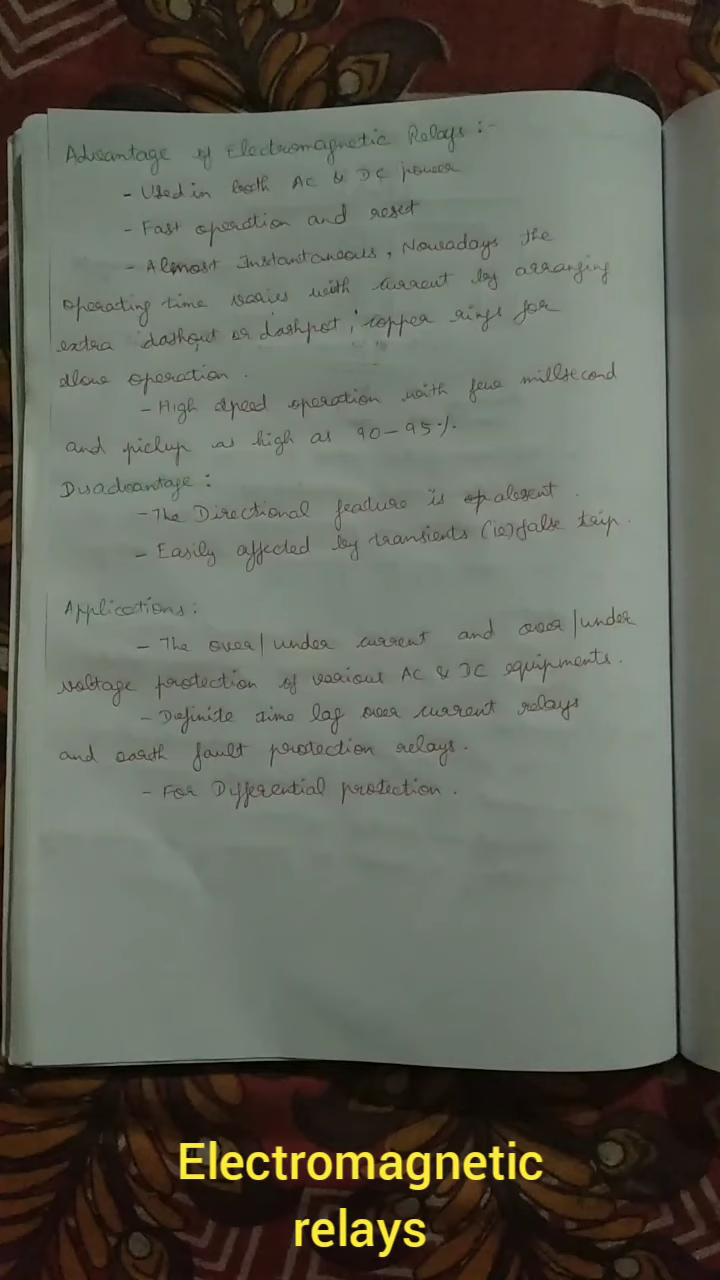 Advantage of Electromagnetic Relays :-
- Used in both AC & DC power
- Fast operation and reset
- Almost Instantaneous, Nowadays the
operating time varies with current by arranging
extra dashout or dashpot, copper rings for
slow operation.
- High speed operation with few millsecond
and pickup as high as 90-95%.
Disadvantage :
- The Directional feature is absent.
- Easily affected by transients (ie) false trip.
Applications :
- The over/under current and over/under
voltage protection of various AC & DC equipments.
- Definite time lag over current relays
and earth fault protection relays.
- For Differential protection.
Electromagnetic
relays